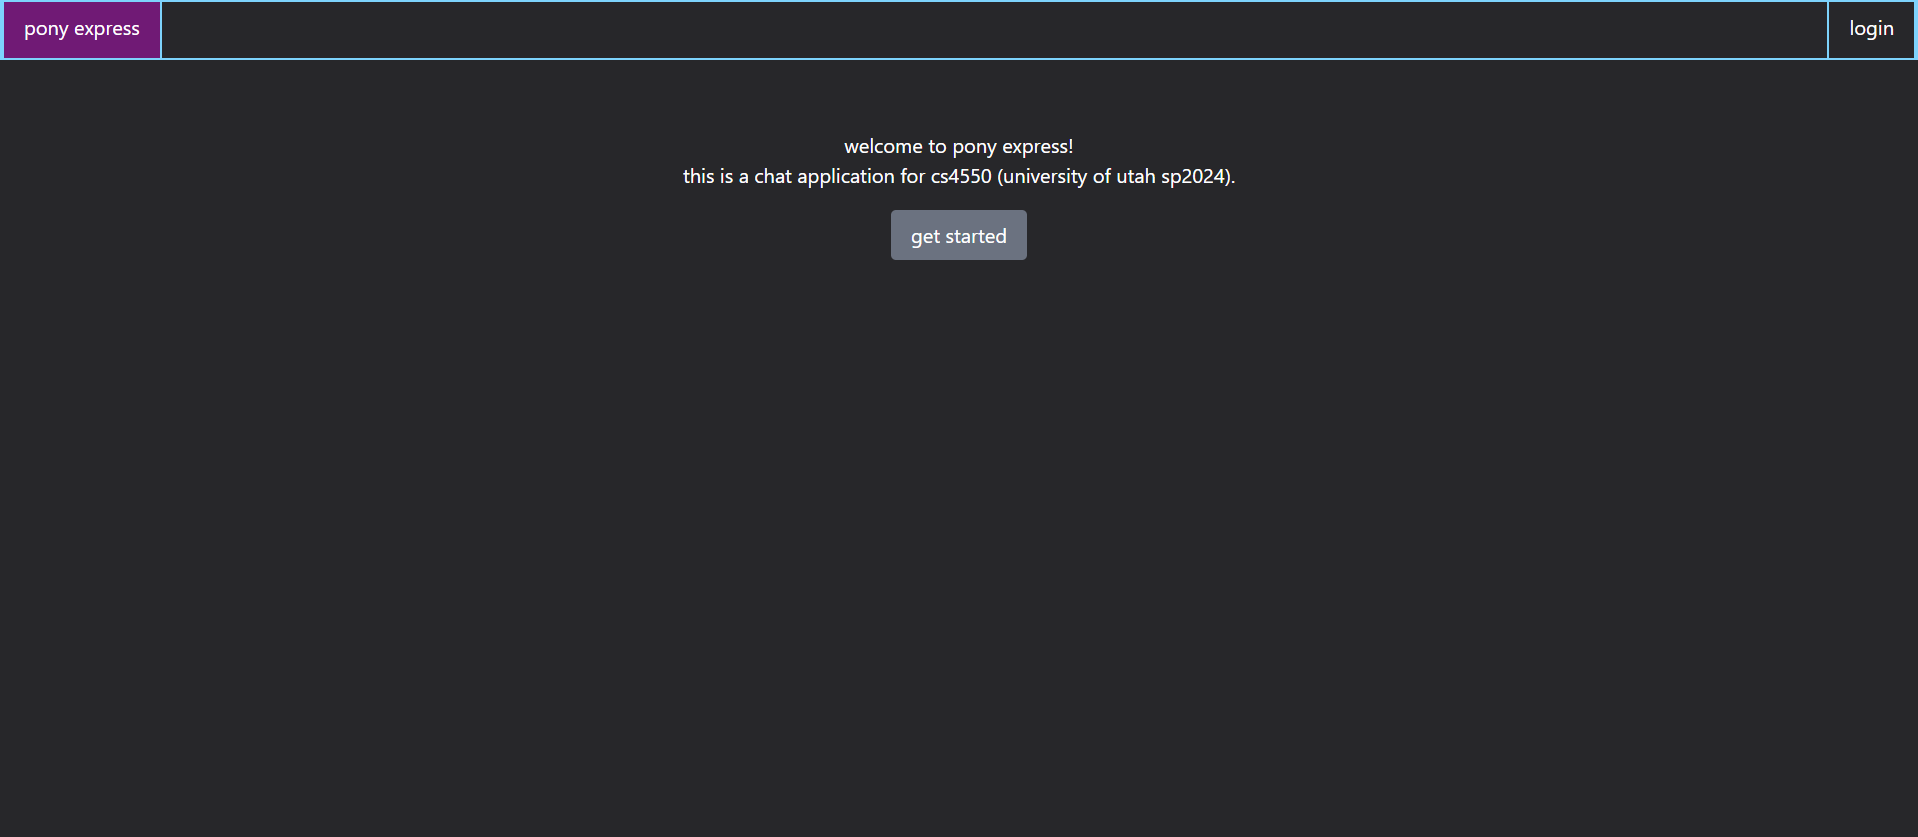 pony express
login
welcome to pony express!
this is a chat application for cs4550 (university of utah sp2024).
get started